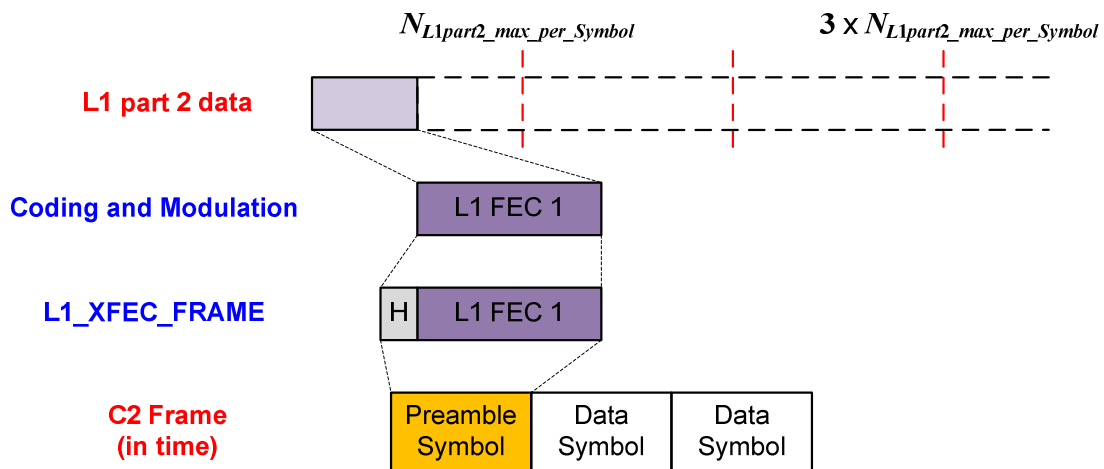 N_L1part2_max_per_Symbol
3 x N_L1part2_max_per_Symbol
L1 part 2 data
Coding and Modulation
L1 FEC 1
L1_XFEC_FRAME
H
L1 FEC 1
C2 Frame
(in time)
Preamble
Symbol
Data
Symbol
Data
Symbol